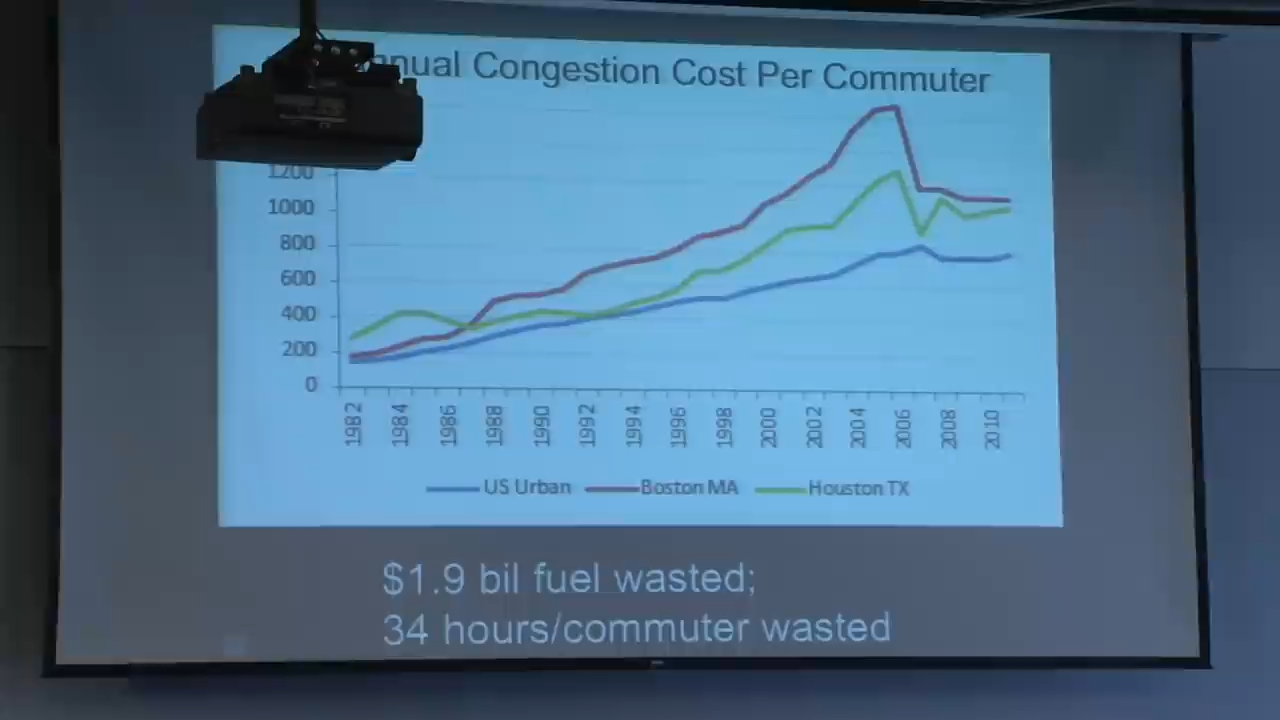 nnual Congestion Cost Per Commuter
1200
1000
800
600
400
200
0
1982 1984 1986 1988 1990 1992 1994 1996 1998 2000 2002 2004 2006 2008 2010
US Urban Boston MA Houston TX
$1.9 bil fuel wasted;
34 hours/commuter wasted